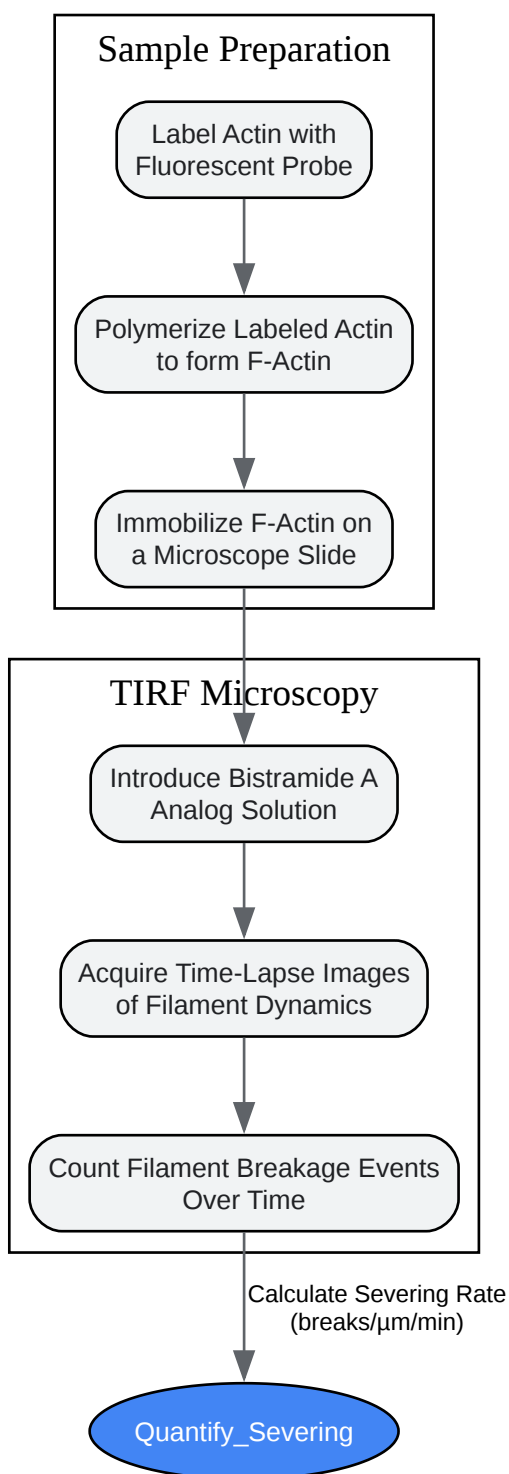 Sample Preparation
Label Actin with
Fluorescent Probe
Polymerize Labeled Actin
to form F-Actin
Immobilize F-Actin on
a Microscope Slide
TIRF Microscopy
Introduce Bistramide A
Analog Solution
Acquire Time-Lapse Images
of Filament Dynamics
Count Filament Breakage Events
Over Time
Calculate Severing Rate
(breaks/µm/min)
Quantify_Severing